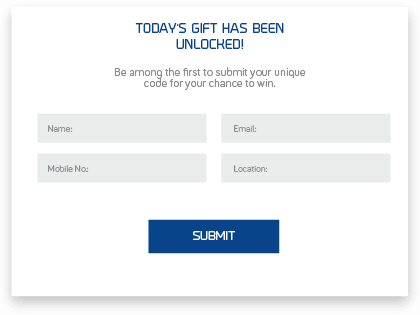 TODAY'S GIFT HAS BEEN
UNLOCKED!
Be among the first to submit your unique
code for your chance to win.
Name:
Email:
Mobile No.:
Location:
SUBMIT